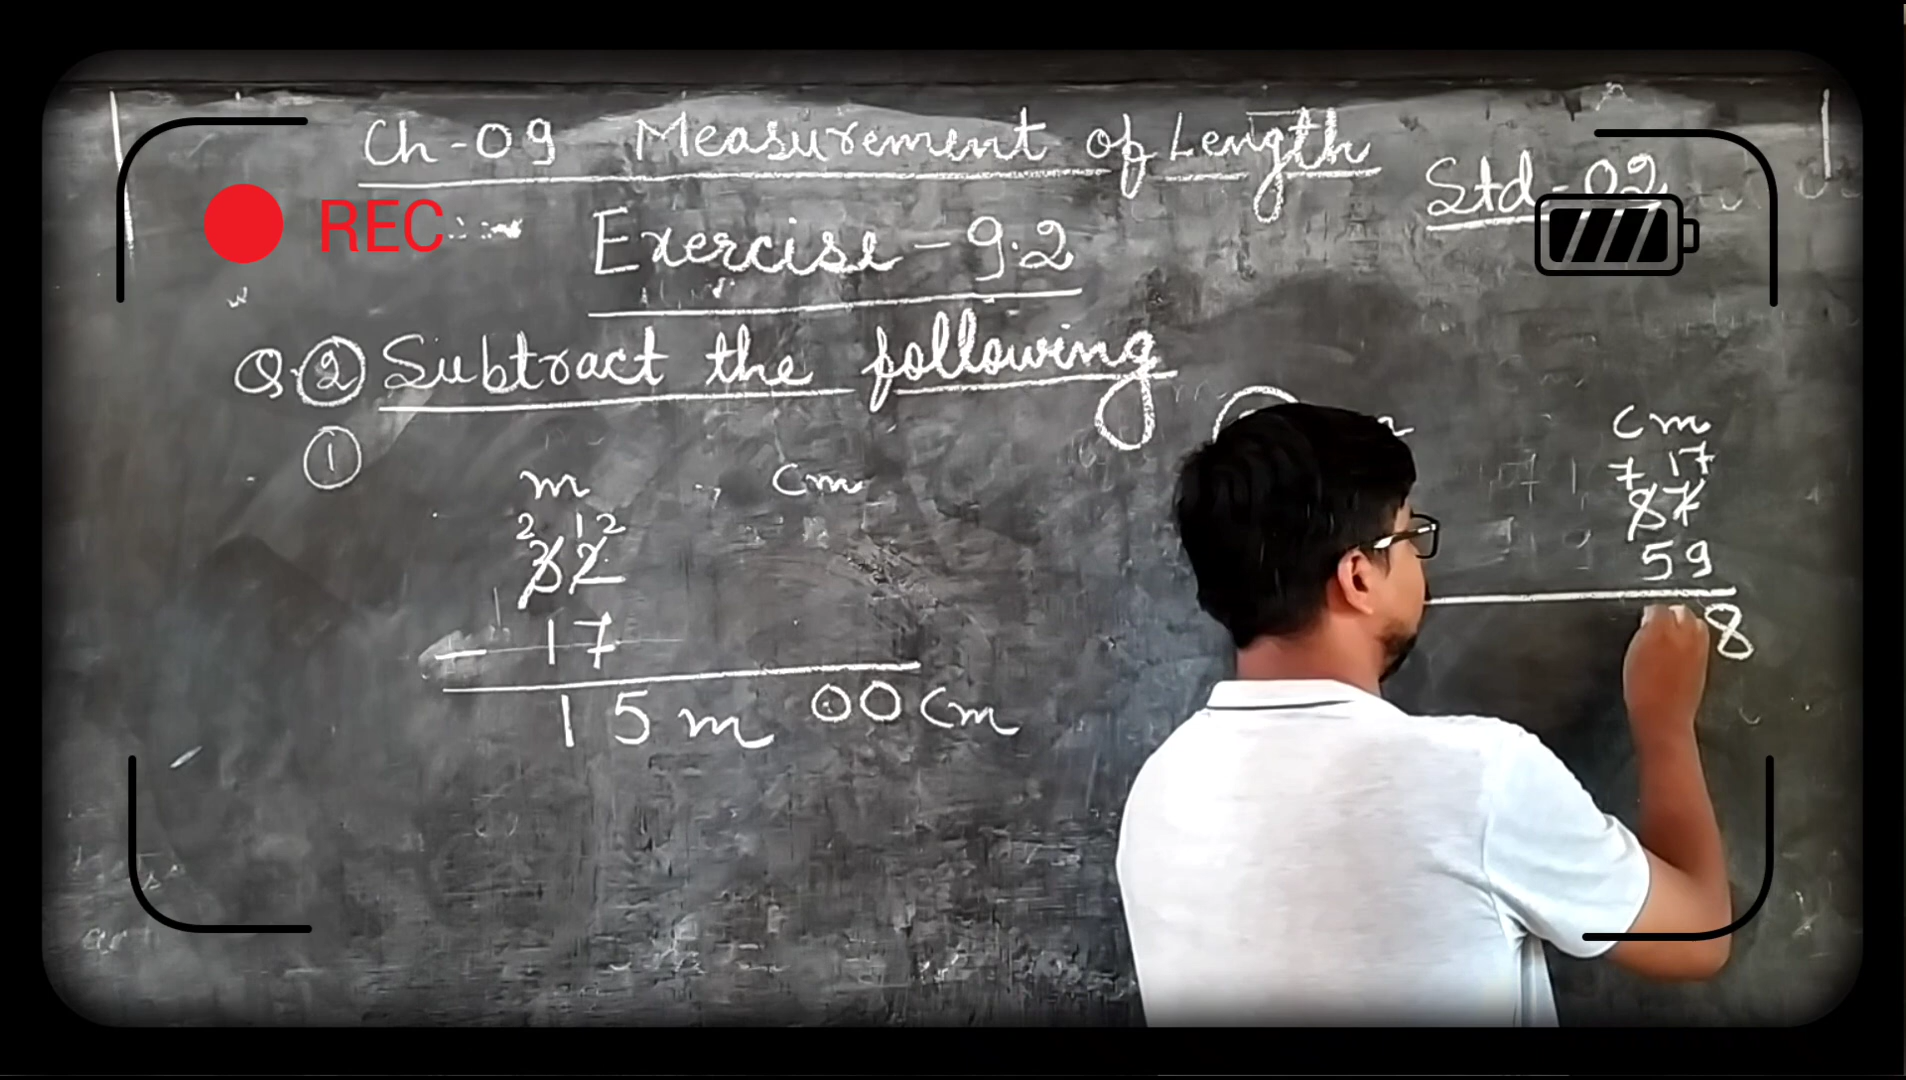 Ch-09 Measurement of Length
Std-02
REC
Exercise-9.2
Q.② Subtract the following
①
m cm
2 12
32
- 17
15 m 00 cm
cm
7 17
87
59
8